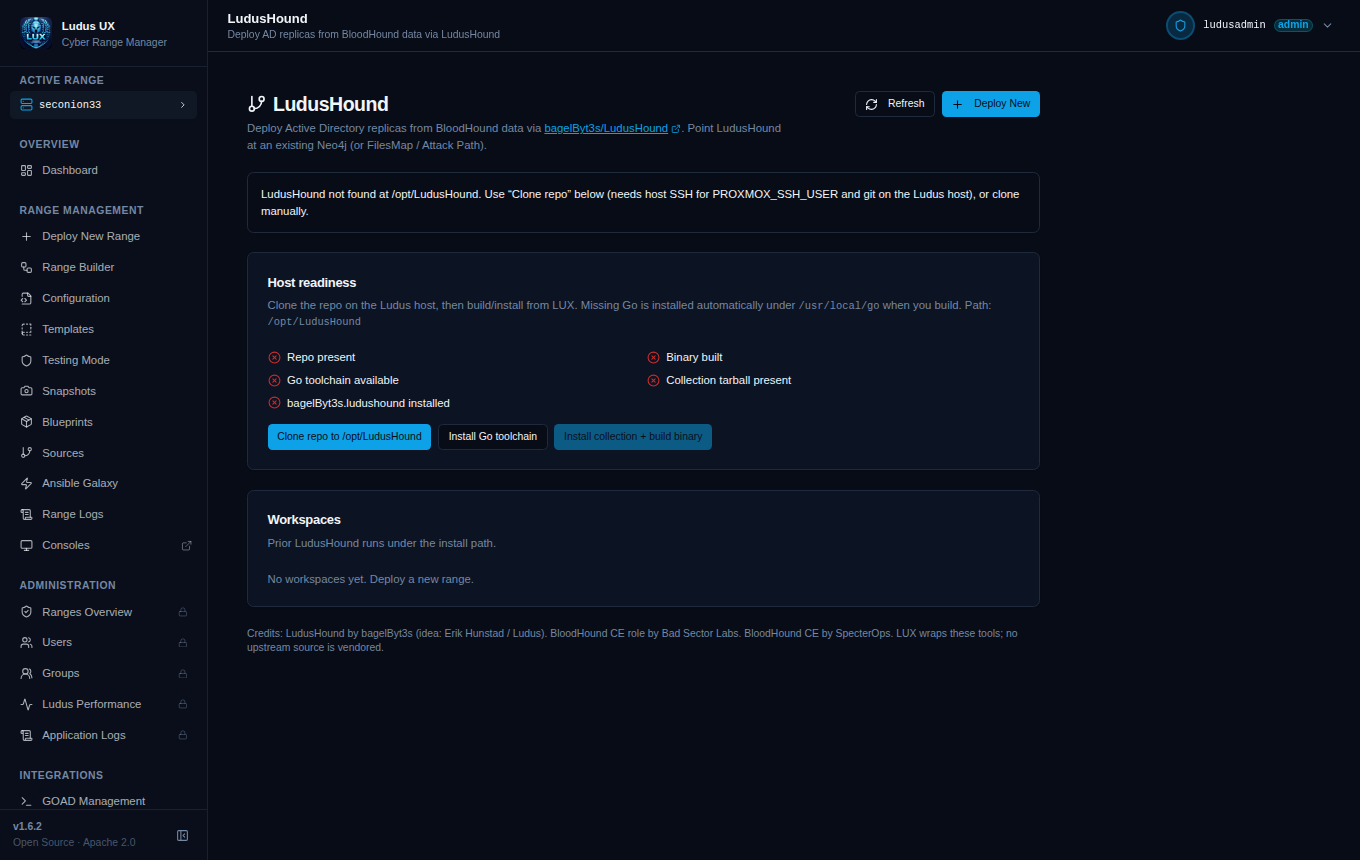 LUX
Ludus UX
Cyber Range Manager
ACTIVE RANGE
seconion33
OVERVIEW
Dashboard
RANGE MANAGEMENT
Deploy New Range
Range Builder
Configuration
Templates
Testing Mode
Snapshots
Blueprints
Sources
Ansible Galaxy
Range Logs
Consoles
ADMINISTRATION
Ranges Overview
Users
Groups
Ludus Performance
Application Logs
INTEGRATIONS
GOAD Management
v1.6.2
Open Source · Apache 2.0
LudusHound
Deploy AD replicas from BloodHound data via LudusHound
ludusadmin admin
LudusHound
Refresh
Deploy New
Deploy Active Directory replicas from BloodHound data via bagelByt3s/LudusHound . Point LudusHound
at an existing Neo4j (or FilesMap / Attack Path).
LudusHound not found at /opt/LudusHound. Use “Clone repo” below (needs host SSH for PROXMOX_SSH_USER and git on the Ludus host), or clone
manually.
Host readiness
Clone the repo on the Ludus host, then build/install from LUX. Missing Go is installed automatically under /usr/local/go when you build. Path:
/opt/LudusHound
Repo present
Binary built
Go toolchain available
Collection tarball present
bagelByt3s.ludushound installed
Clone repo to /opt/LudusHound
Install Go toolchain
Install collection + build binary
Workspaces
Prior LudusHound runs under the install path.
No workspaces yet. Deploy a new range.
Credits: LudusHound by bagelByt3s (idea: Erik Hunstad / Ludus). BloodHound CE role by Bad Sector Labs. BloodHound CE by SpecterOps. LUX wraps these tools; no
upstream source is vendored.